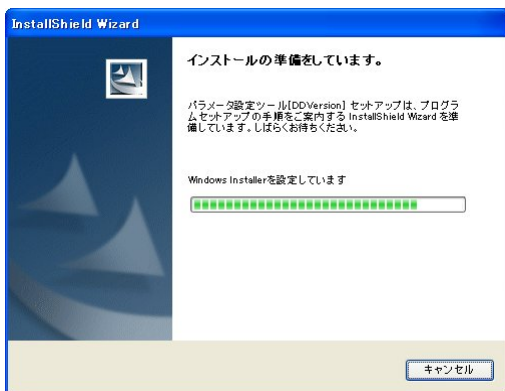 InstallShield Wizard
インストールの準備をしています。
パラメータ設定ツール[DDVersion] セットアップは、プログラ
ムセットアップの手順をご案内する InstallShield Wizard を準
備しています。しばらくお待ちください。
Windows Installerを設定しています
キャンセル